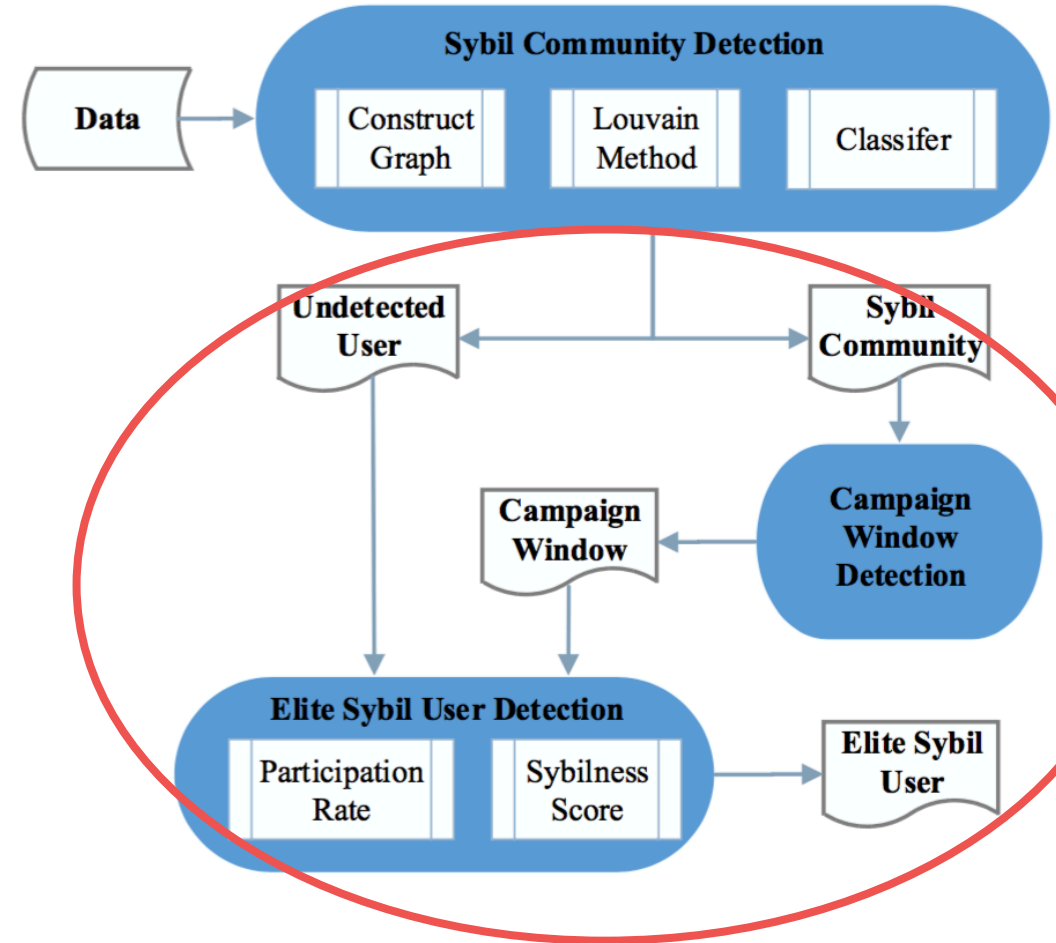 Sybil Community Detection
Data
Construct
Graph
Louvain
Method
Classifer
Undetected
User
Sybil
Community
Campaign
Window
Campaign
Window
Detection
Elite Sybil User Detection
Participation
Rate
Sybilness
Score
Elite Sybil
User